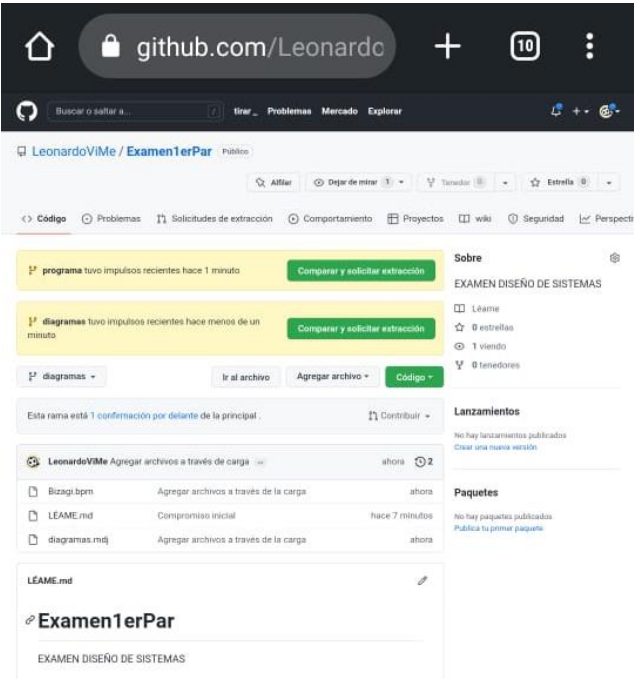 github.com/Leonardo
10
Buscar o saltar a...
/
tirar_ Problemas Mercado Explorar
LeonardoViMe / Examen1erPar Público
Alfiler
Dejar de mirar 1
Tenedor 0
Estrella 0
Código
Problemas
Solicitudes de extracción
Comportamiento
Proyectos
wiki
Seguridad
Perspecti
programa tuvo impulsos recientes hace 1 minuto
Comparar y solicitar extracción
diagramas tuvo impulsos recientes hace menos de un
minuto
Comparar y solicitar extracción
diagramas
Ir al archivo
Agregar archivo
Código
Esta rama está 1 confirmación por delante de la principal .
Contribuir
LeonardoViMe Agregar archivos a través de carga ...
ahora
2
Bizagi.bpm Agregar archivos a través de la carga ahora
LÉAME.md Compromiso inicial hace 7 minutos
diagramas.mdj Agregar archivos a través de la carga ahora
LÉAME.md
Examen1erPar
EXAMEN DISEÑO DE SISTEMAS
Sobre
EXAMEN DISEÑO DE SISTEMAS
Léame
0 estrellas
1 viendo
0 tenedores
Lanzamientos
No hay lanzamientos publicados
Crear una nueva versión
Paquetes
No hay paquetes publicados
Publica tu primer paquete